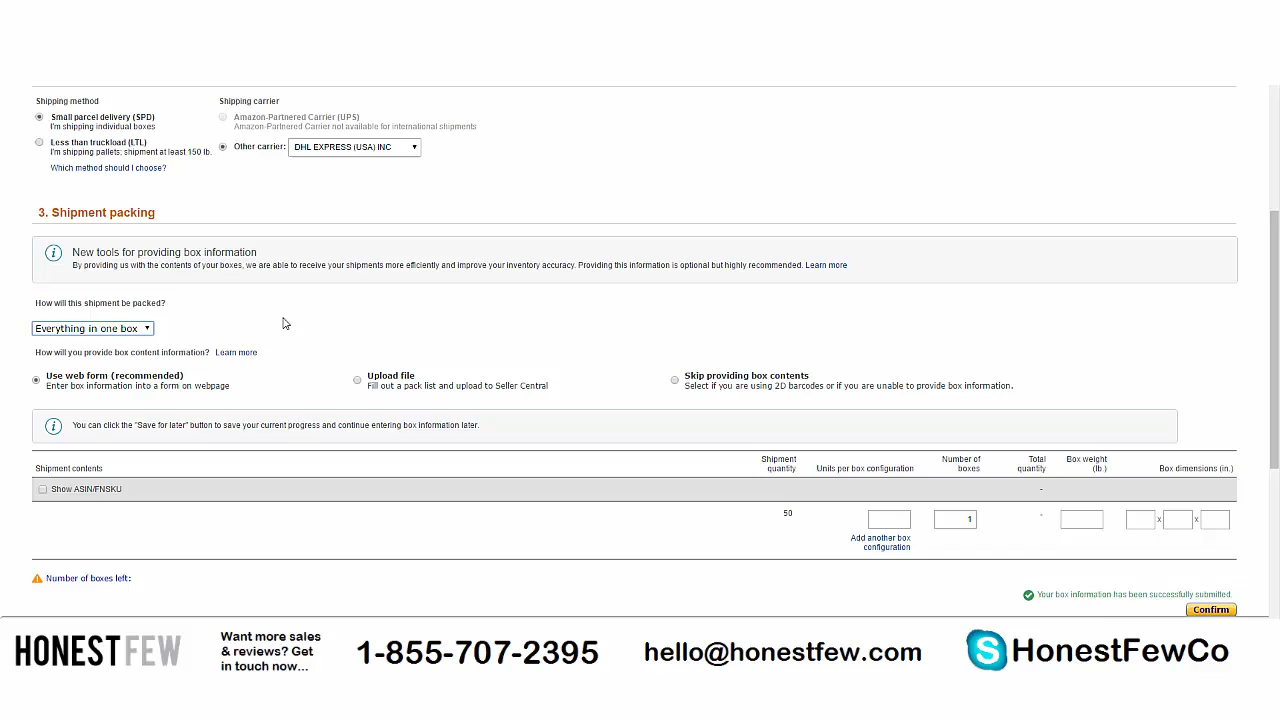 Shipping method
Shipping carrier
Small parcel delivery (SPD)
I'm shipping individual boxes
Amazon-Partnered Carrier (UPS)
Amazon-Partnered Carrier not available for international shipments
Less than truckload (LTL)
I'm shipping pallets; shipment at least 150 lb.
Other carrier: DHL EXPRESS (USA) INC
Which method should I choose?
3. Shipment packing
New tools for providing box information
By providing us with the contents of your boxes, we are able to receive your shipments more efficiently and improve your inventory accuracy. Providing this information is optional but highly recommended. Learn more
How will this shipment be packed?
Everything in one box
How will you provide box content information? Learn more
Use web form (recommended)
Enter box information into a form on webpage
Upload file
Fill out a pack list and upload to Seller Central
Skip providing box contents
Select if you are using 2D barcodes or if you are unable to provide box information.
You can click the "Save for later" button to save your current progress and continue entering box information later.
Shipment contents
Shipment quantity
Units per box configuration
Number of boxes
Total quantity
Box weight (lb.)
Box dimensions (in.)
Show ASIN/FNSKU
-
50
1
-
x x
Add another box configuration
Number of boxes left:
Your box information has been successfully submitted.
Confirm
HONESTFEW
Want more sales
& reviews? Get
in touch now...
1-855-707-2395
hello@honestfew.com
HonestFewCo